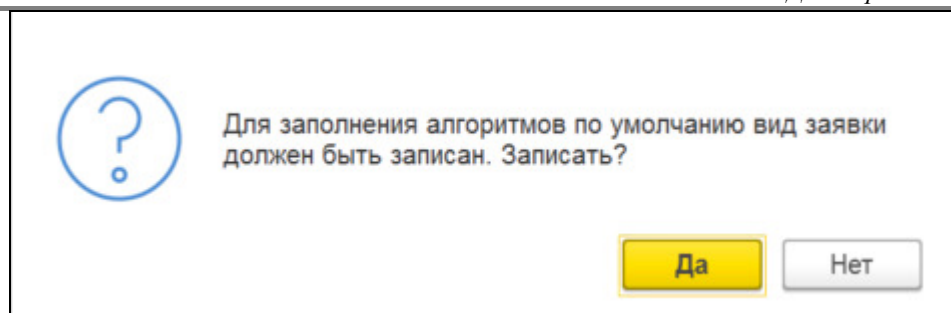 Для заполнения алгоритмов по умолчанию вид заявки
должен быть записан. Записать?
Да
Нет